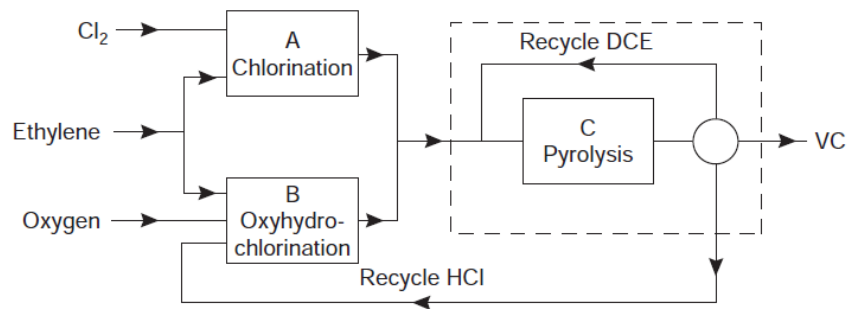 Cl₂
A
Chlorination
Ethylene
Oxygen
B
Oxyhydro-
chlorination
Recycle DCE
C
Pyrolysis
VC
Recycle HCl